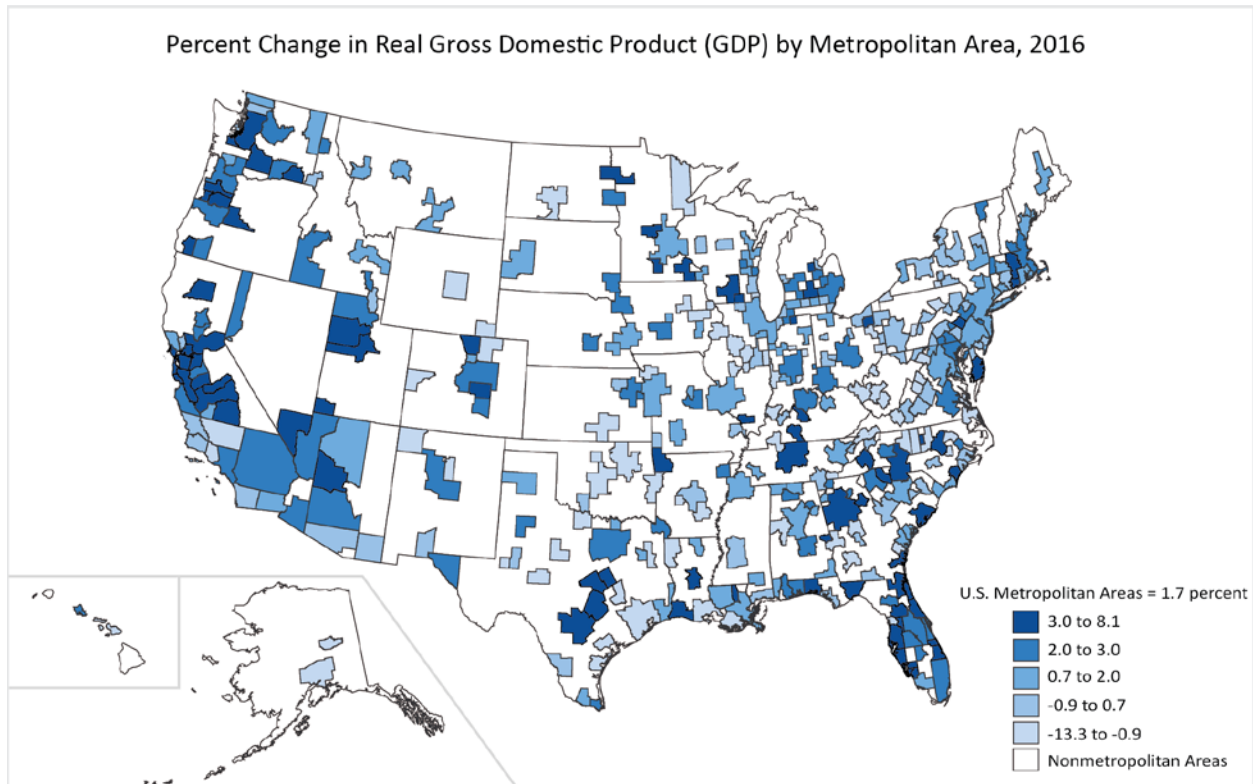 Percent Change in Real Gross Domestic Product (GDP) by Metropolitan Area, 2016
U.S. Metropolitan Areas = 1.7 percent
3.0 to 8.1
2.0 to 3.0
0.7 to 2.0
-0.9 to 0.7
-13.3 to -0.9
Nonmetropolitan Areas